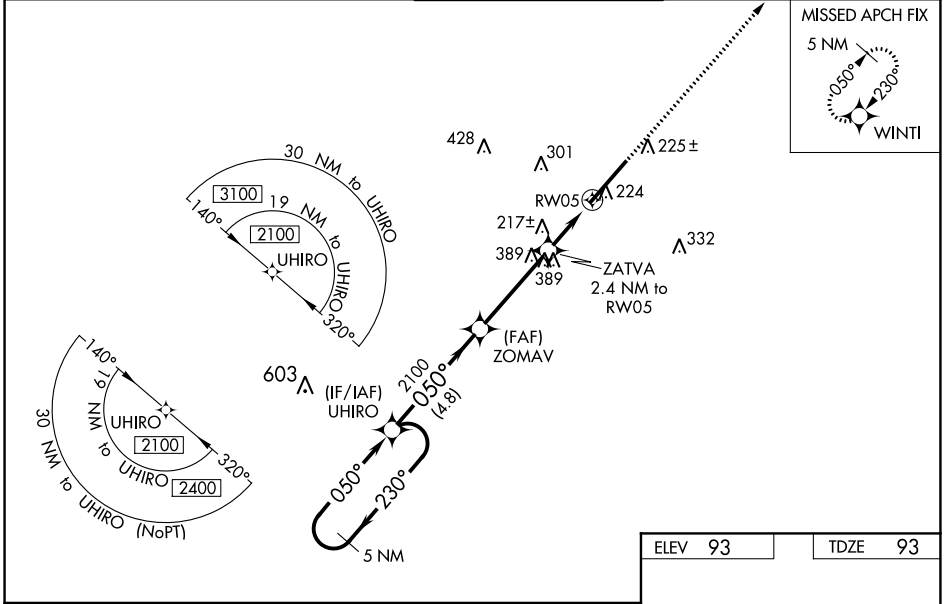 MISSED APCH FIX
5 NM
050°
230°
WINTI
428
301
225±
30 NM to UHIRO
3100
140°
19 NM to UHIRO
2100
UHIRO
320°
RW05
224
217±
332
389
389
ZATVA
2.4 NM to
RW05
(FAF)
ZOMAV
140°
603
(IF/IAF)
UHIRO
2100
050°
(4.8)
19 NM to UHIRO
UHIRO
2100
320°
2400
30 NM to UHIRO (NoPT)
050°
230°
5 NM
ELEV 93
TDZE 93